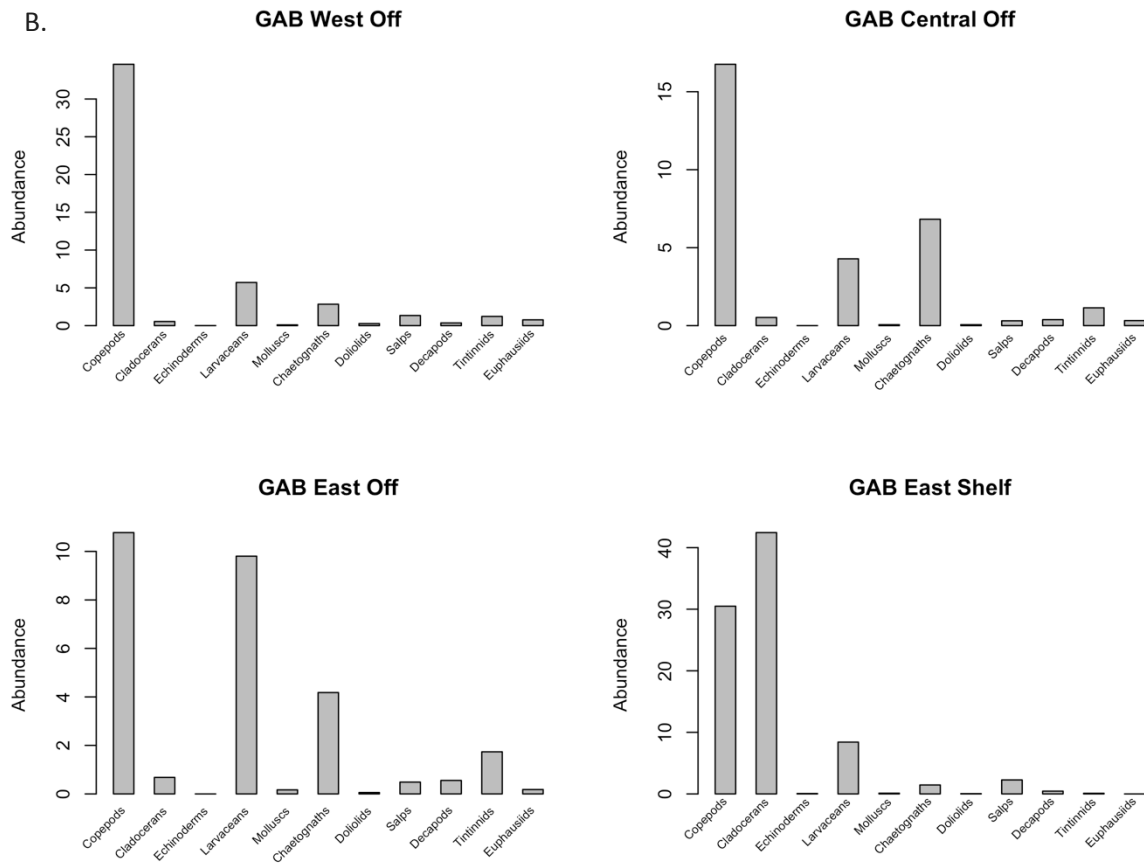 B.
GAB West Off
Abundance
30
25
20
15
10
5
0
Copepods
Cladocerans
Echinoderms
Larvaceans
Molluscs
Chaetognaths
Doliolids
Salps
Decapods
Tintinnids
Euphausiids
GAB Central Off
Abundance
15
10
5
0
Copepods
Cladocerans
Echinoderms
Larvaceans
Molluscs
Chaetognaths
Doliolids
Salps
Decapods
Tintinnids
Euphausiids
GAB East Off
Abundance
10
8
6
4
2
0
Copepods
Cladocerans
Echinoderms
Larvaceans
Molluscs
Chaetognaths
Doliolids
Salps
Decapods
Tintinnids
Euphausiids
GAB East Shelf
Abundance
40
30
20
10
0
Copepods
Cladocerans
Echinoderms
Larvaceans
Molluscs
Chaetognaths
Doliolids
Salps
Decapods
Tintinnids
Euphausiids